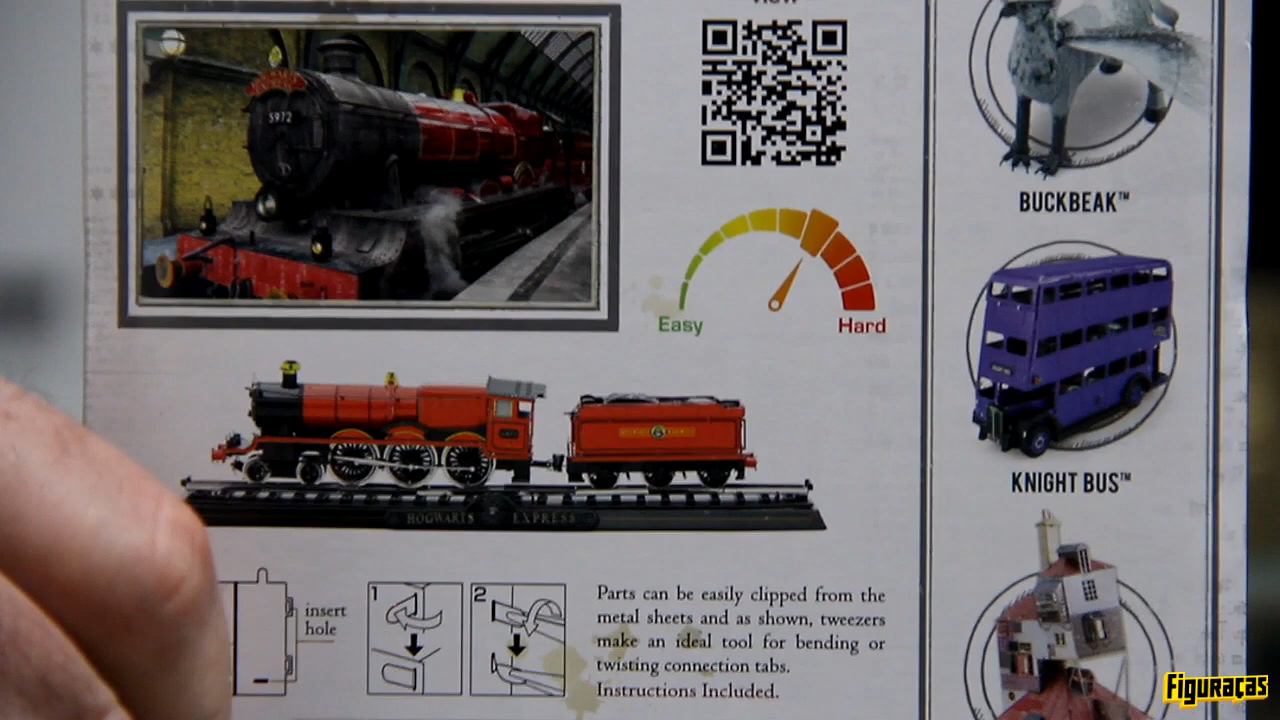 view
5972
Easy
Hard
HOGWARTS EXPRESS
insert
hole
1
2
Parts can be easily clipped from the
metal sheets and as shown, tweezers
make an ideal tool for bending or
twisting connection tabs.
Instructions Included.
BUCKBEAK™
KNIGHT BUS™
Figuraças